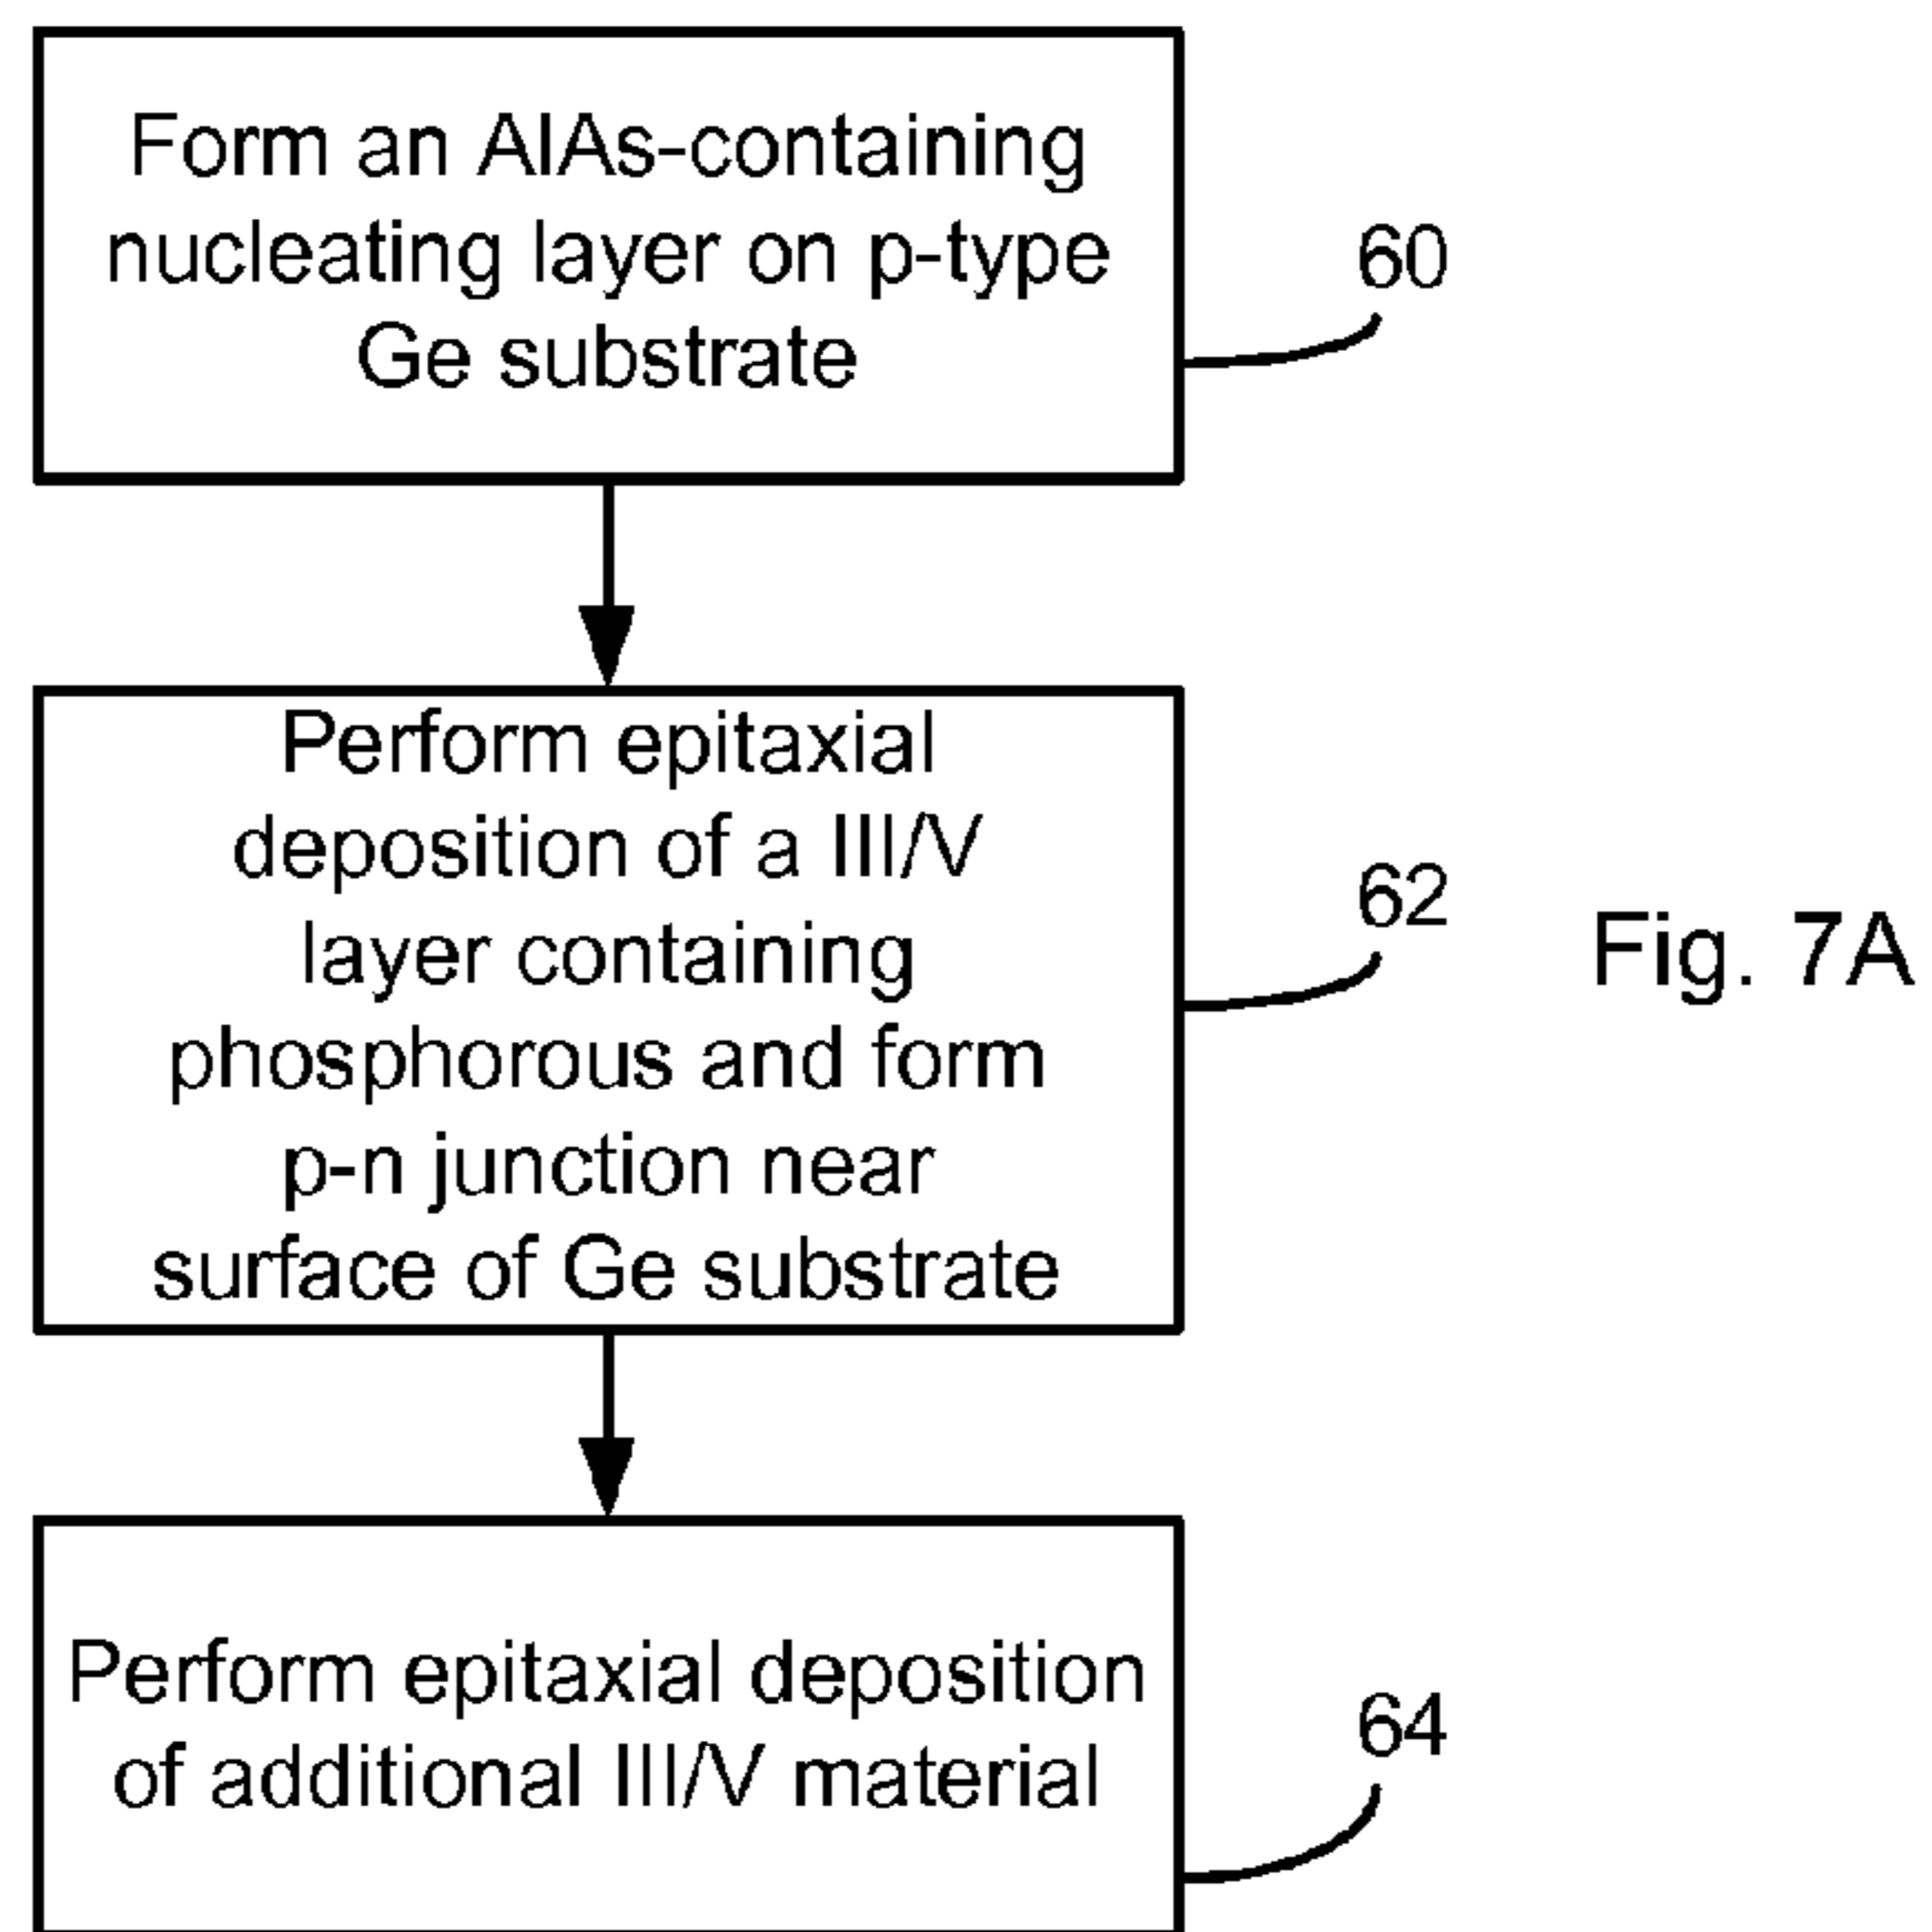 Form an AlAs-containing
nucleating layer on p-type
Ge substrate
60
Perform epitaxial
deposition of a III/V
layer containing
phosphorous and form
p-n junction near
surface of Ge substrate
62
Fig. 7A
Perform epitaxial deposition
of additional III/V material
64